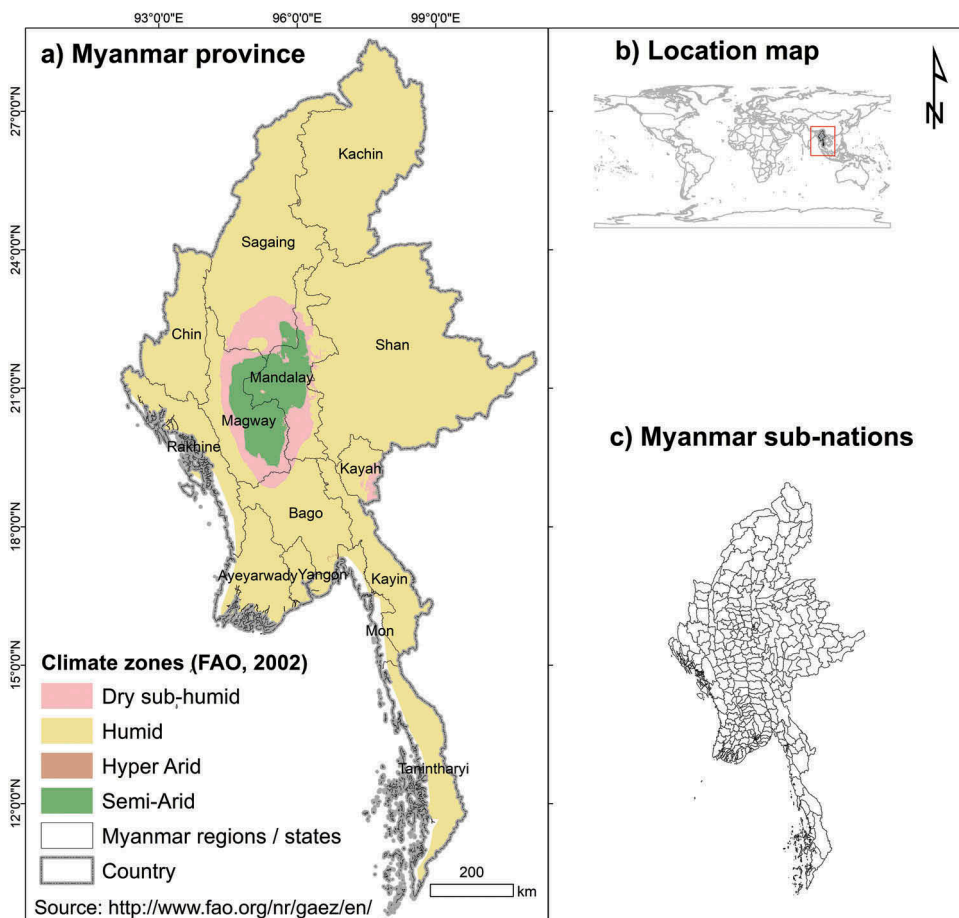 93°0'0"E 96°0'0"E 99°0'0"E
a) Myanmar province
b) Location map
N
27°0'0"N
24°0'0"N
21°0'0"N
18°0'0"N
15°0'0"N
12°0'0"N
Kachin
Sagaing
Chin
Shan
Mandalay
Magway
Rakhine
Kayah
Bago
Ayeyarwady
Yangon
Kayin
Mon
Tanintharyi
c) Myanmar sub-nations
Climate zones (FAO, 2002)
Dry sub-humid
Humid
Hyper Arid
Semi-Arid
Myanmar regions / states
Country
200
km
Source: http://www.fao.org/nr/gaez/en/